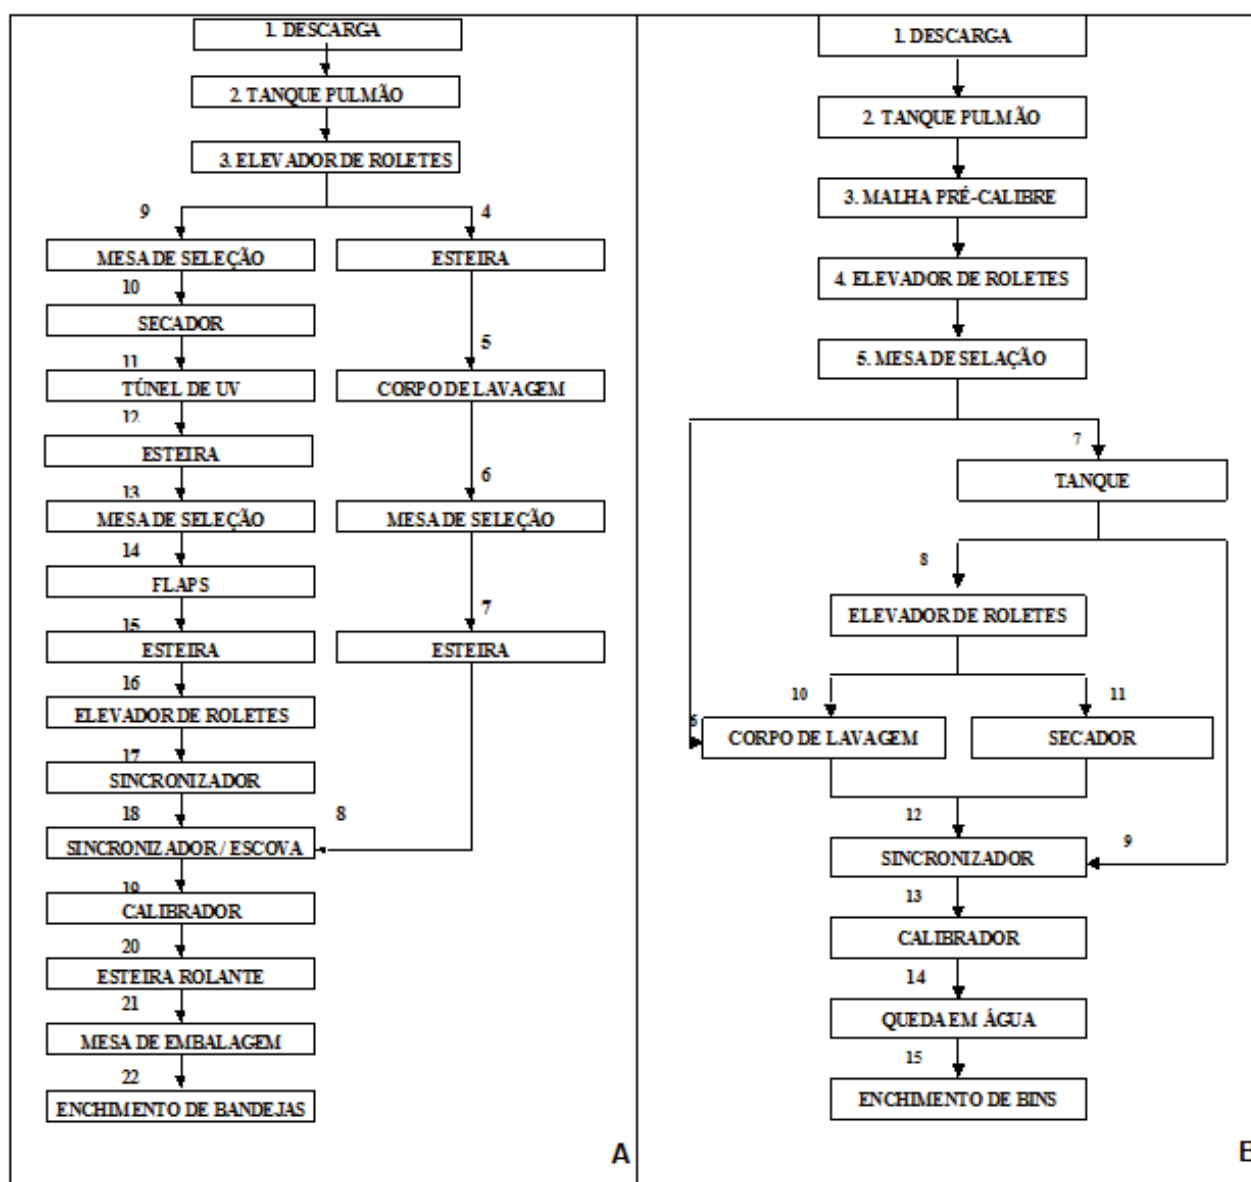 1. DESCARGA
2. TANQUE PULMÃO
3. ELEVADOR DE ROLETES
9
4
MESA DE SELEÇÃO
ESTEIRA
10
SECADOR
5
11
TÚNEL DE UV
CORPO DE LAVAGEM
12
ESTEIRA
6
13
MESA DE SELEÇÃO
MESA DE SELEÇÃO
14
FLAPS
7
15
ESTEIRA
ESTEIRA
16
ELEVADOR DE ROLETES
17
SINCRONIZADOR
18
8
SINCRONIZADOR / ESCOVA
19
CALIBRADOR
20
ESTEIRA ROLANTE
21
MESA DE EMBALAGEM
22
ENCHIMENTO DE BANDEJAS
A
1. DESCARGA
2. TANQUE PULMÃO
3. MALHA PRÉ-CALIBRE
4. ELEVADOR DE ROLETES
5. MESA DE SELAÇÃO
7
TANQUE
8
ELEVADOR DE ROLETES
10
11
6
CORPO DE LAVAGEM
SECADOR
12
9
SINCRONIZADOR
13
CALIBRADOR
14
QUEDA EM ÁGUA
15
ENCHIMENTO DE BINS
B